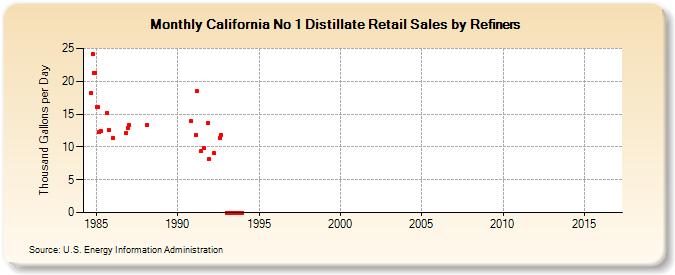 Monthly California No 1 Distillate Retail Sales by Refiners
Thousand Gallons per Day
25
20
15
10
5
0
1985 1990 1995 2000 2005 2010 2015
Source: U.S. Energy Information Administration